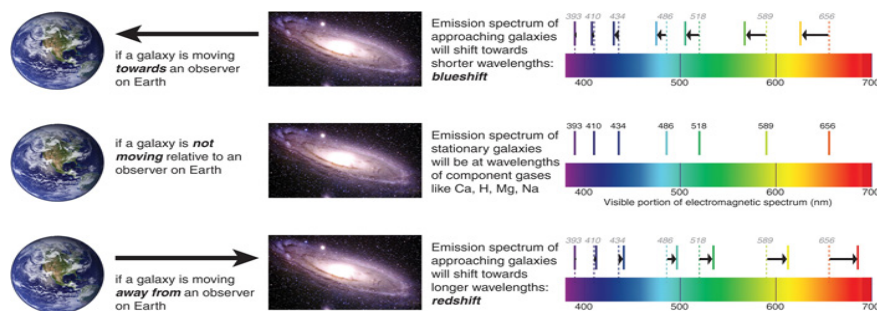 if a galaxy is moving
towards an observer
on Earth
Emission spectrum of
approaching galaxies
will shift towards
shorter wavelengths:
blueshift
393 410 434 486 518 589 656
400 500 600 700
if a galaxy is not
moving relative to an
observer on Earth
Emission spectrum of
stationary galaxies
will be at wavelengths
of component gases
like Ca, H, Mg, Na
393 410 434 486 518 589 656
400 500 600 700
Visible portion of electromagnetic spectrum (nm)
if a galaxy is moving
away from an observer
on Earth
Emission spectrum of
approaching galaxies
will shift towards
longer wavelengths:
redshift
393 410 434 486 518 589 656
400 500 600 700